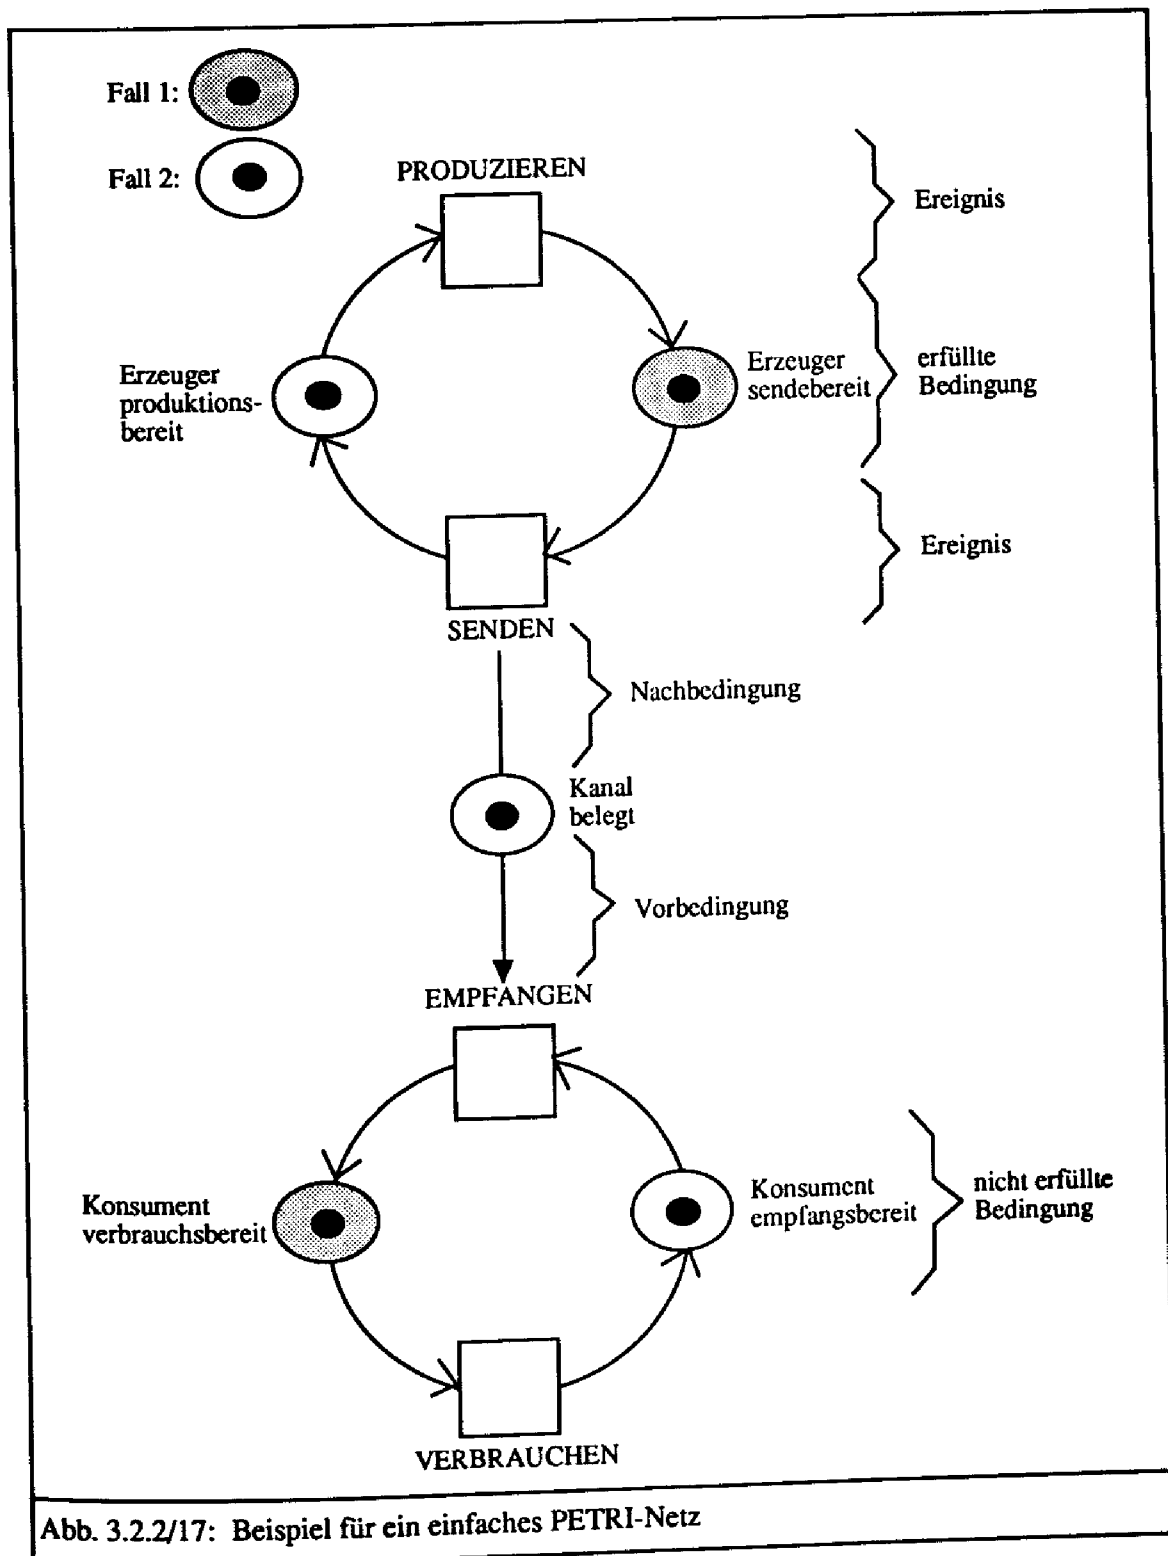 Fall 1:
Fall 2:
PRODUZIEREN
Ereignis
Erzeuger
produktions-
bereit
Erzeuger
sendebereit
erfüllte
Bedingung
Ereignis
SENDEN
Nachbedingung
Kanal
belegt
Vorbedingung
EMPFANGEN
Konsument
verbrauchsbereit
Konsument
empfangsbereit
nicht erfüllte
Bedingung
VERBRAUCHEN
Abb. 3.2.2/17: Beispiel für ein einfaches PETRI-Netz